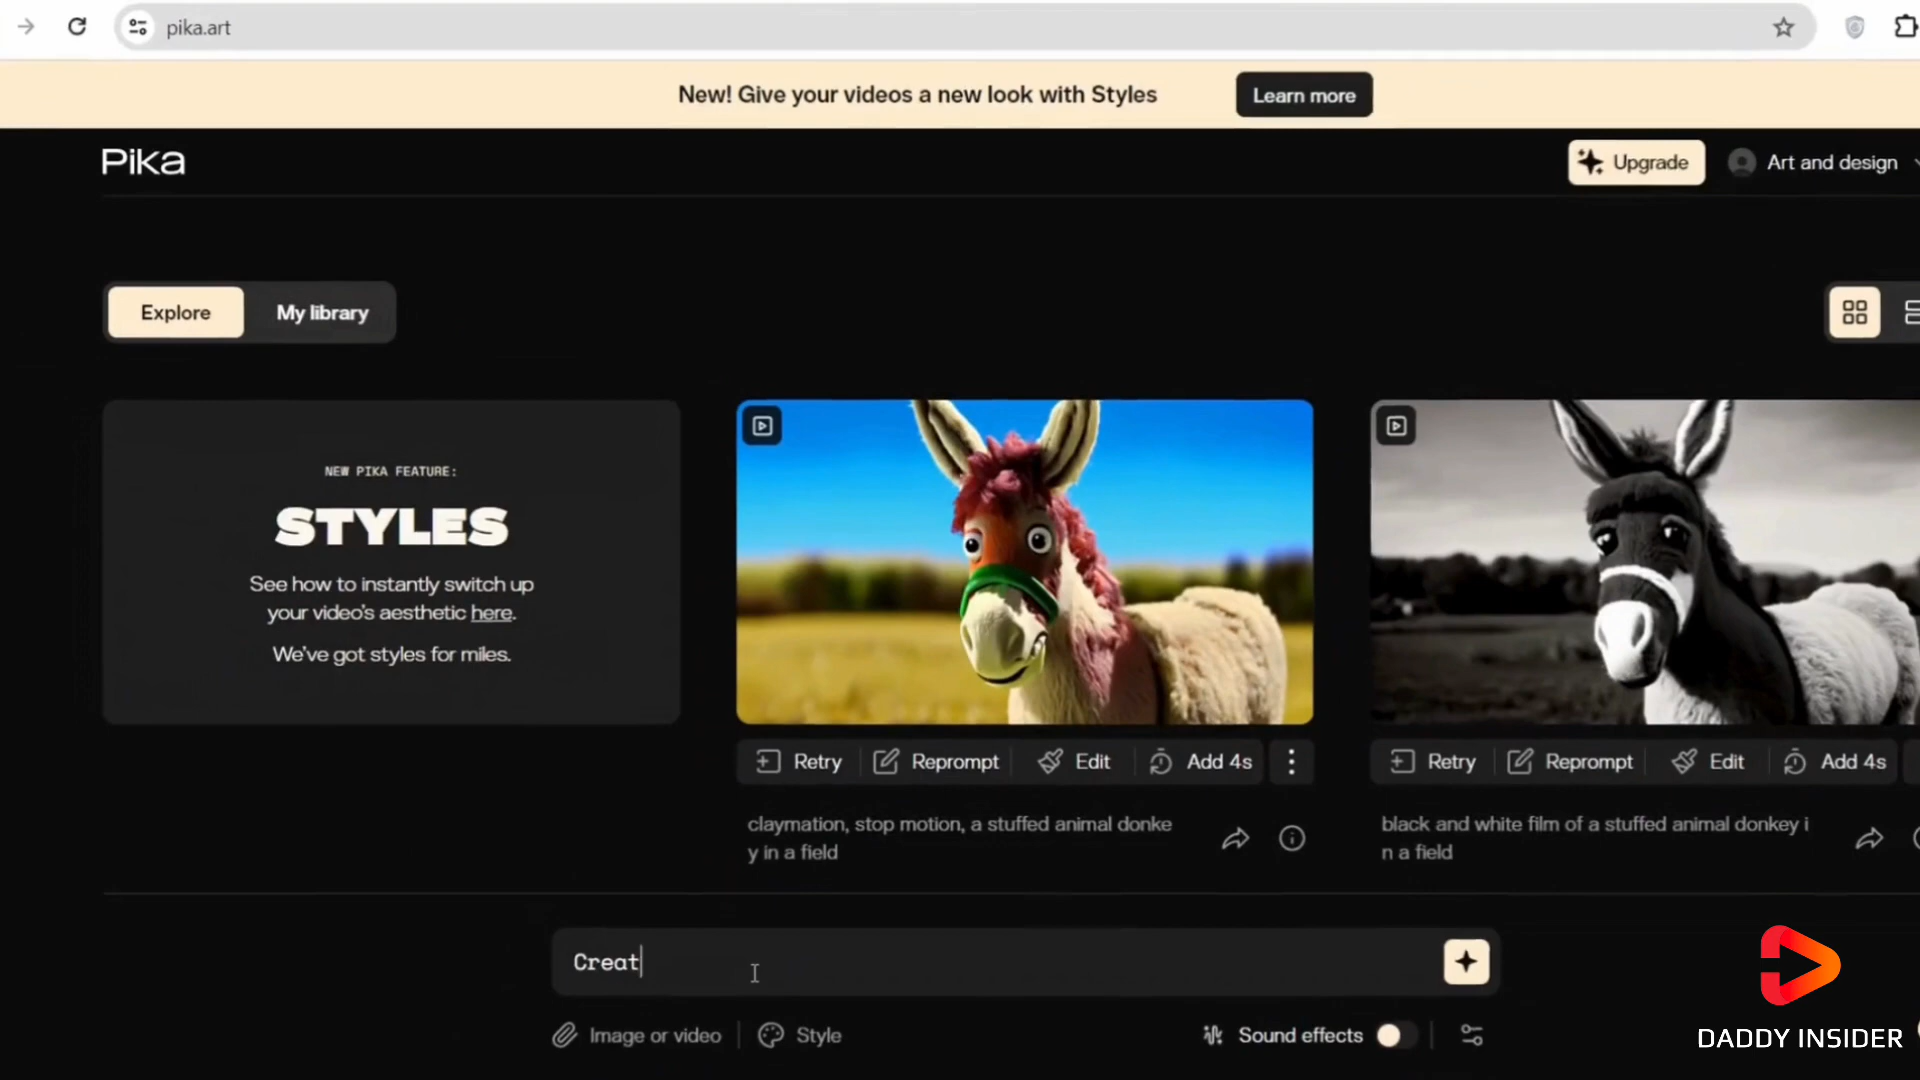 pika.art
New! Give your videos a new look with Styles
Learn more
Pika
Upgrade
Art and design
Explore
My library
NEW PIKA FEATURE:
STYLES
See how to instantly switch up
your video's aesthetic here.
We've got styles for miles.
Retry
Reprompt
Edit
Add 4s
Retry
Reprompt
Edit
Add 4s
claymation, stop motion, a stuffed animal donke
y in a field
black and white film of a stuffed animal donkey i
n a field
Creat
Image or video
Style
Sound effects
DADDY INSIDER